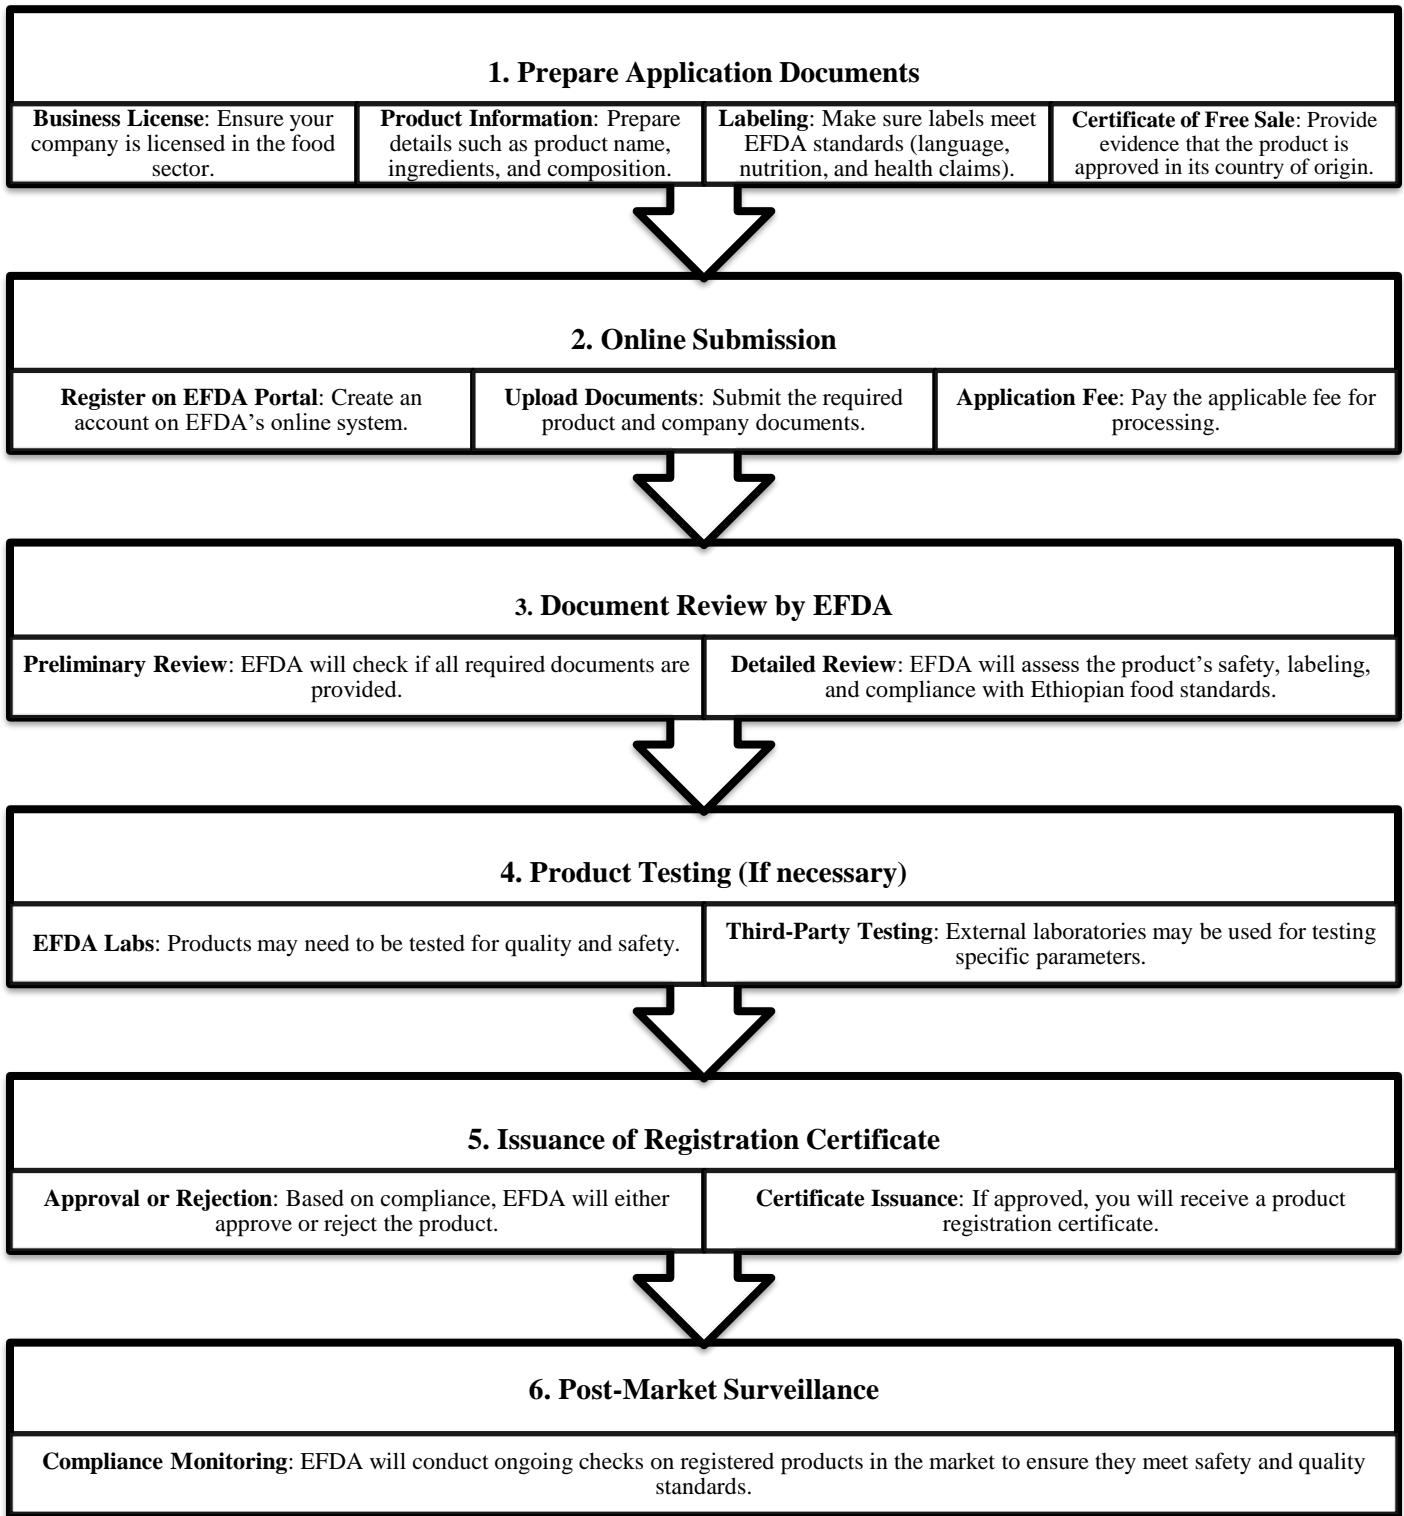 1. Prepare Application Documents
Business License: Ensure your
company is licensed in the food
sector.
Product Information: Prepare
details such as product name,
ingredients, and composition.
Labeling: Make sure labels meet
EFDA standards (language,
nutrition, and health claims).
Certificate of Free Sale: Provide
evidence that the product is
approved in its country of origin.
2. Online Submission
Register on EFDA Portal: Create an
account on EFDA’s online system.
Upload Documents: Submit the required
product and company documents.
Application Fee: Pay the applicable fee for
processing.
3. Document Review by EFDA
Preliminary Review: EFDA will check if all required documents are
provided.
Detailed Review: EFDA will assess the product’s safety, labeling,
and compliance with Ethiopian food standards.
4. Product Testing (If necessary)
EFDA Labs: Products may need to be tested for quality and safety.
Third-Party Testing: External laboratories may be used for testing
specific parameters.
5. Issuance of Registration Certificate
Approval or Rejection: Based on compliance, EFDA will either
approve or reject the product.
Certificate Issuance: If approved, you will receive a product
registration certificate.
6. Post-Market Surveillance
Compliance Monitoring: EFDA will conduct ongoing checks on registered products in the market to ensure they meet safety and quality
standards.